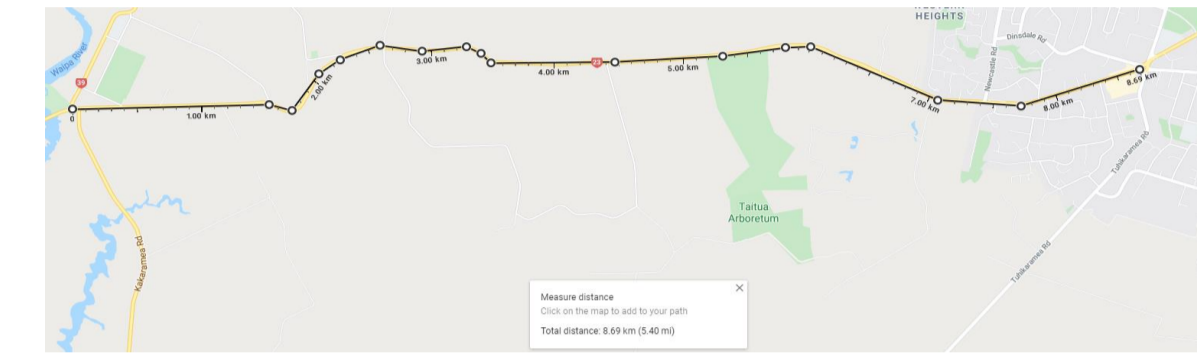 WESTERN
HEIGHTS
Dinsdale Rd
Newcastle Rd
Waipa River
39
3.00 km
4.00 km
23
5.00 km
2.00 km
7.00 km
8.00 km
8.69 km
0
1.00 km
Tuhikaramea Rd
Taitua
Arboretum
Kakaramea Rd
Tuhikaramea Rd
Measure distance
Click on the map to add to your path
Total distance: 8.69 km (5.40 mi)